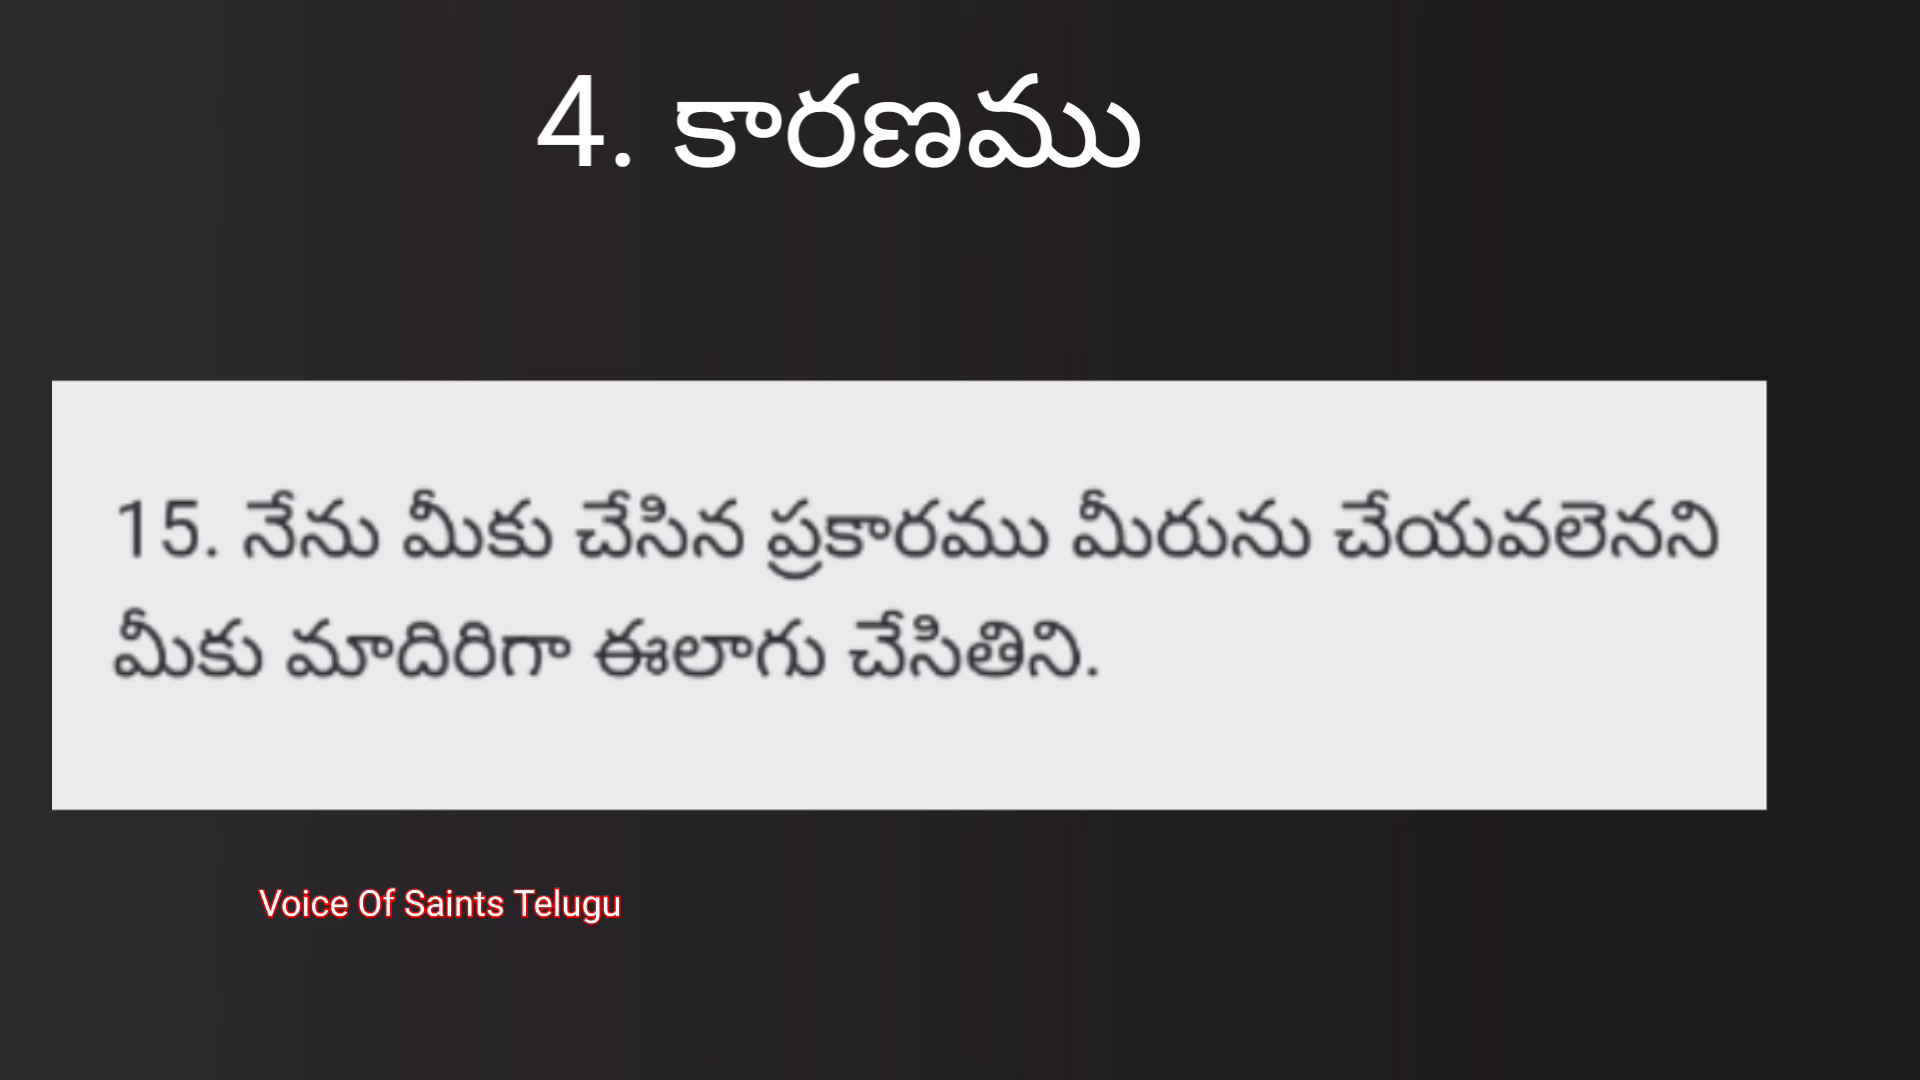 4. కారణము
15. నేను మీకు చేసిన ప్రకారము మీరును చేయవలెనని
మీకు మాదిరిగా ఈలాగు చేసితిని.
Voice Of Saints Telugu